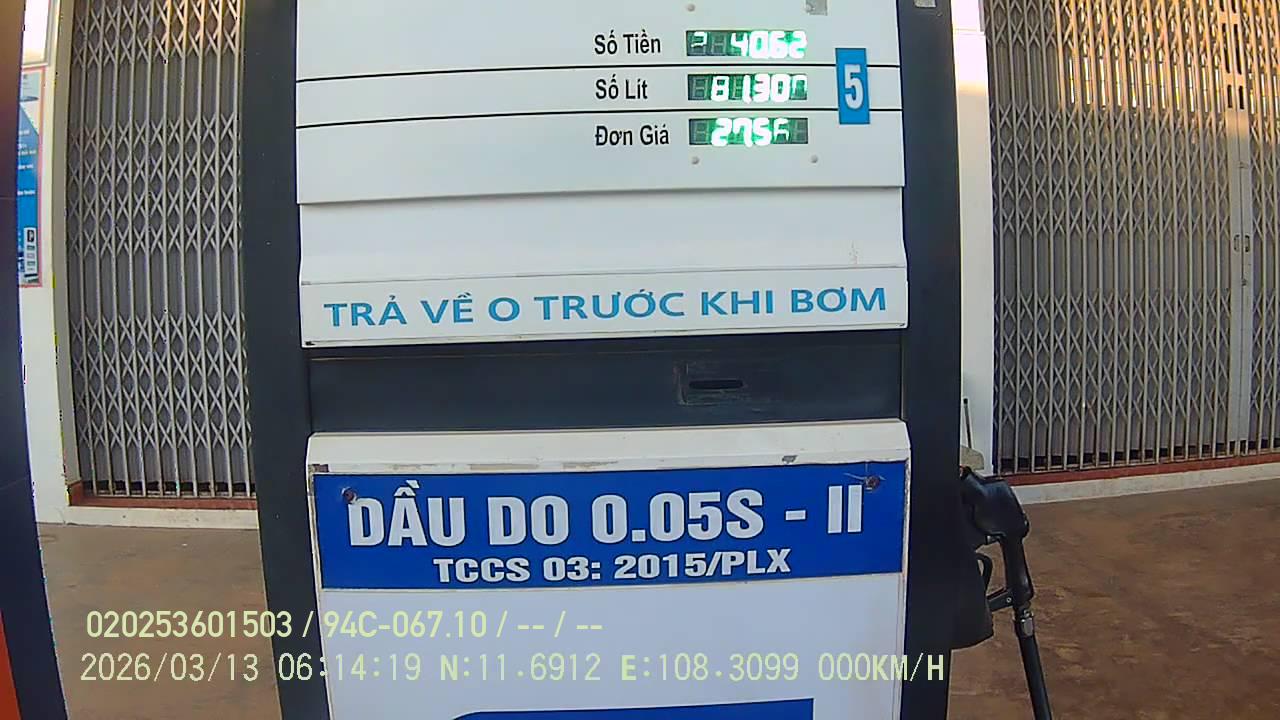 Số Tiền
Số Lít
5
Đơn Giá
TRẢ VỀ O TRƯỚC KHI BƠM
DẦU DO 0.05S - II
TCCS 03: 2015/PLX
020253601503 / 94C-067.10 / -- / --
2026/03/13 06:14:19 N:11.6912 E:108.3099 000KM/H